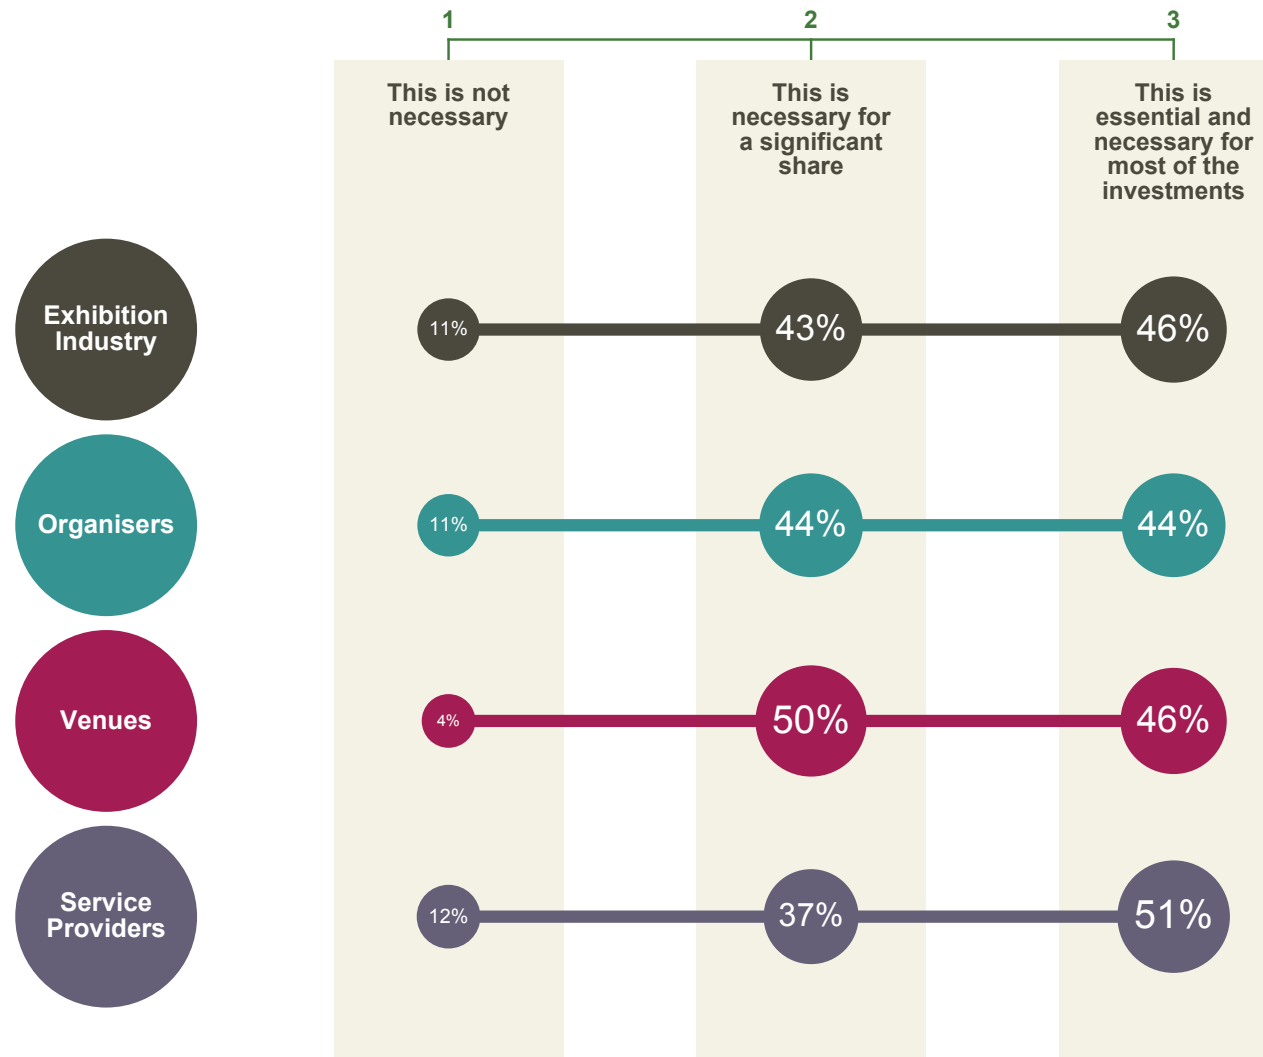 1
2
3
This is not
necessary
This is
necessary for
a significant
share
This is
essential and
necessary for
most of the
investments
Exhibition
Industry
11%
43%
46%
Organisers
11%
44%
44%
Venues
4%
50%
46%
Service
Providers
12%
37%
51%